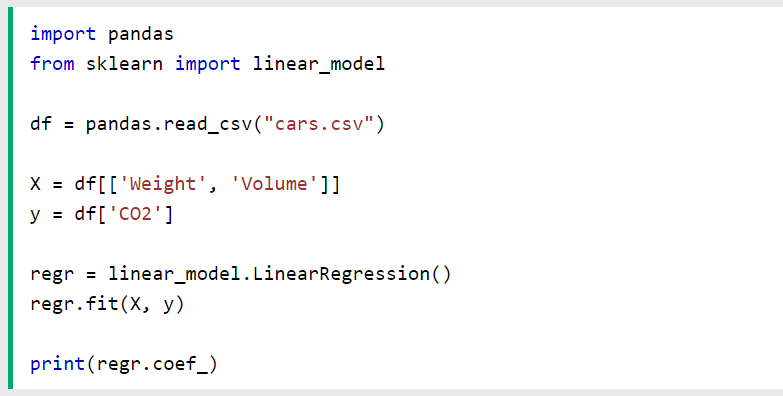 import pandas
from sklearn import linear_model
df = pandas.read_csv("cars.csv")
X = df[['Weight', 'Volume']]
y = df['CO2']
regr = linear_model.LinearRegression()
regr.fit(X, y)
print(regr.coef_)